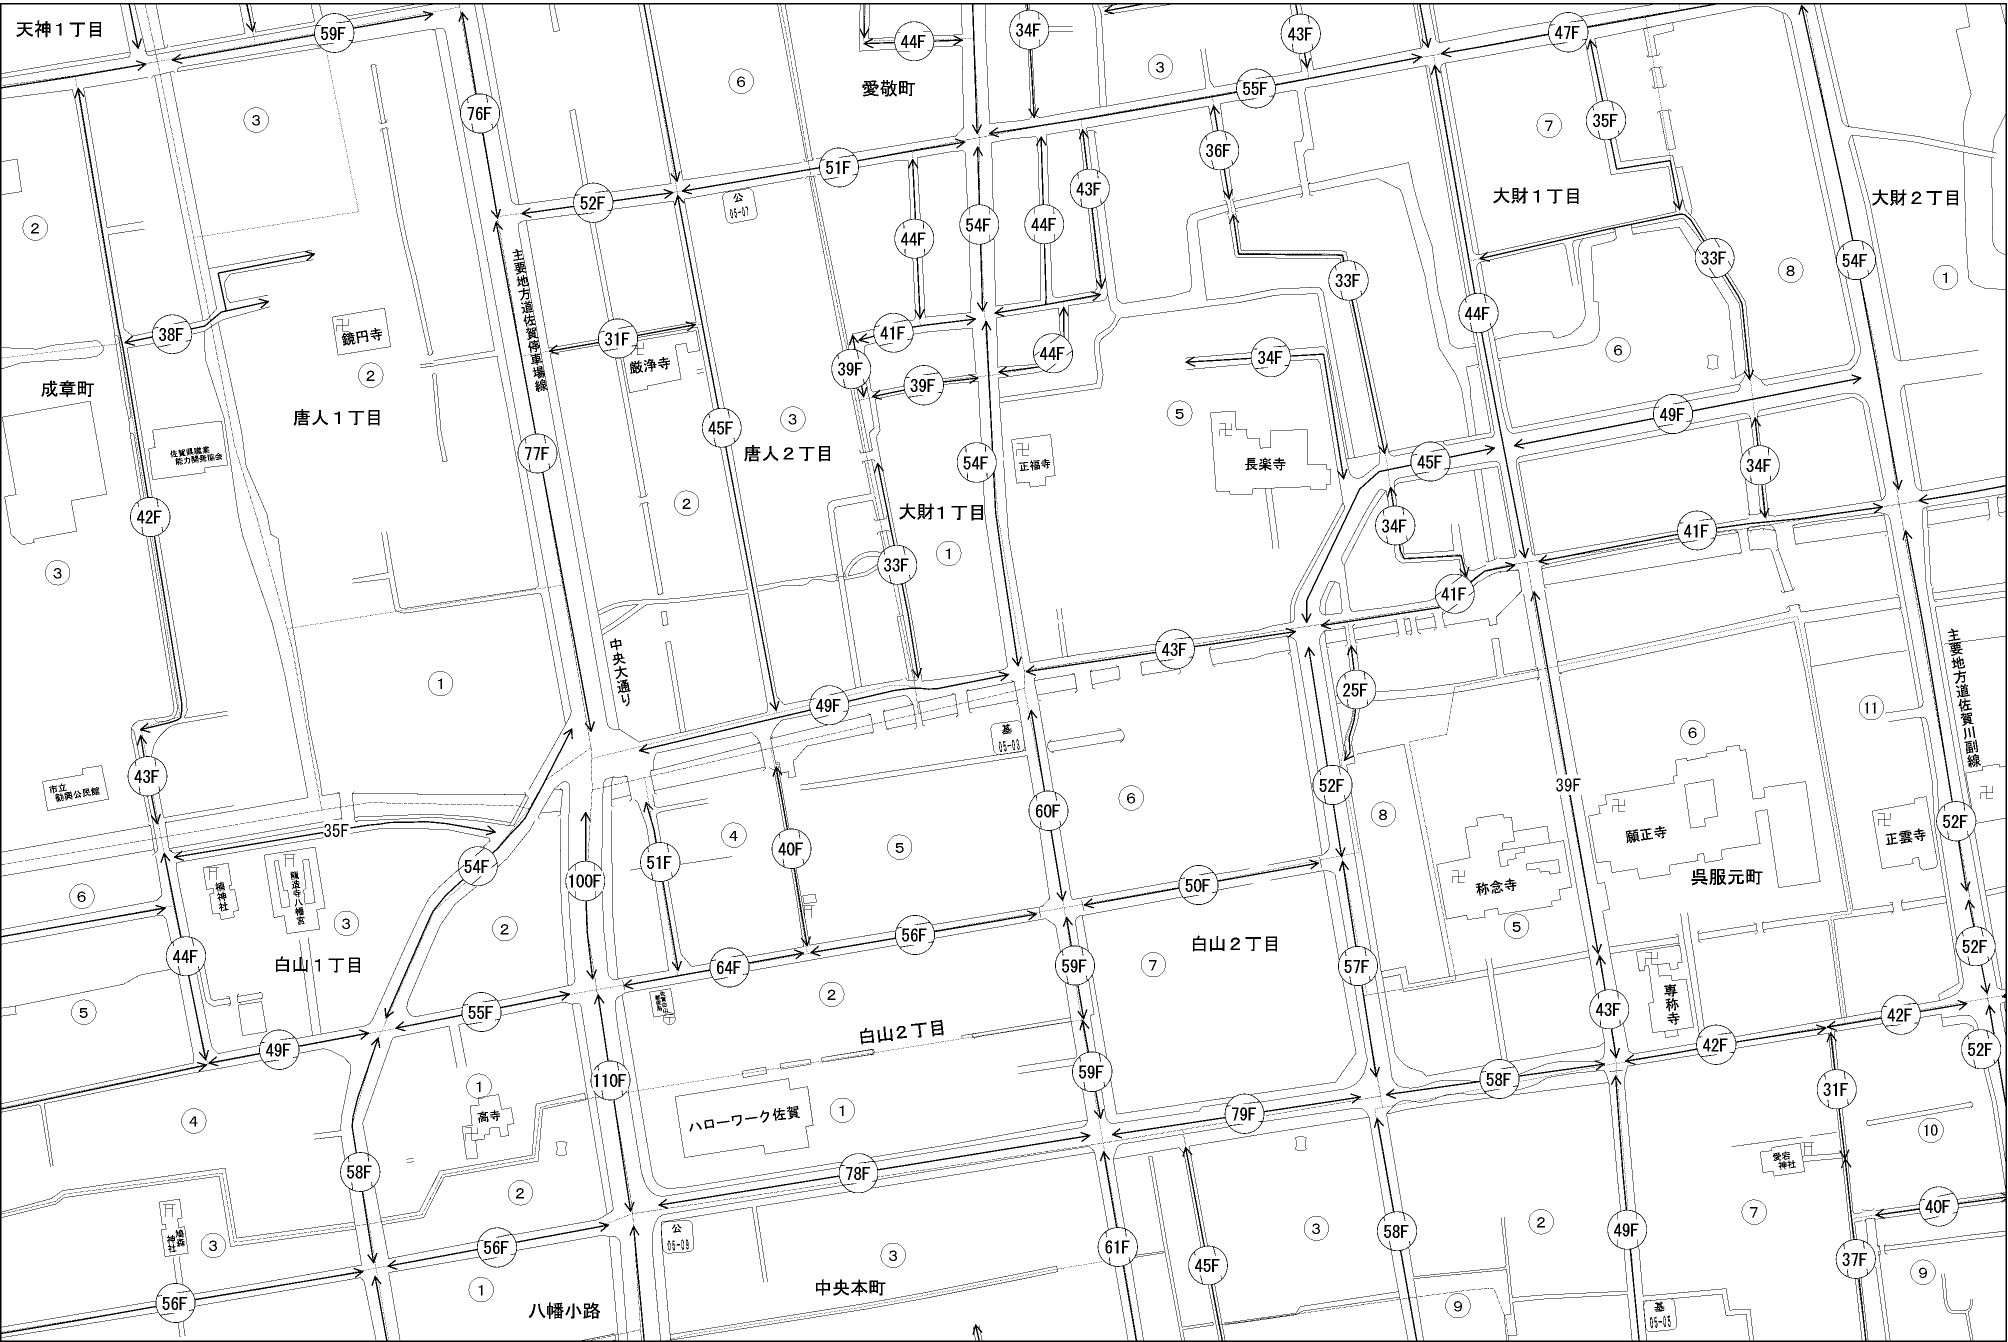 天神1丁目
59F
44F
34F
43F
47F
3
6
愛敬町
3
55F
76F
7
35F
36F
51F
43F
52F
公
05-07
大財1丁目
大財2丁目
2
44F
54F
44F
33F
33F
8
54F
1
主要地方道佐賀停車場線
38F
鏡円寺
31F
厳浄寺
41F
44F
44F
34F
6
成章町
2
39F
39F
唐人1丁目
3
5
49F
45F
唐人2丁目
77F
54F
正福寺
長楽寺
45F
34F
佐賀県職業
能力開発協会
42F
2
大財1丁目
34F
41F
1
3
33F
41F
中央大通り
43F
主要地方道佐賀川副線
1
25F
49F
11
基
05-03
6
43F
市立
勧興公民館
52F
39F
60F
6
35F
4
40F
5
8
願正寺
52F
正雲寺
54F
51F
100F
50F
称念寺
呉服元町
6
楠神社
龍造寺八幡宮
3
2
56F
5
44F
白山1丁目
64F
59F
7
白山2丁目
57F
52F
2
43F
専称寺
5
55F
白山2丁目
42F
42F
49F
52F
59F
58F
110F
1
高寺
31F
4
ハローワーク佐賀
1
79F
10
58F
78F
愛宕
神社
2
40F
3
56F
公
05-09
61F
3
58F
2
49F
7
45F
37F
3
9
56F
1
八幡小路
中央本町
9
基
05-05